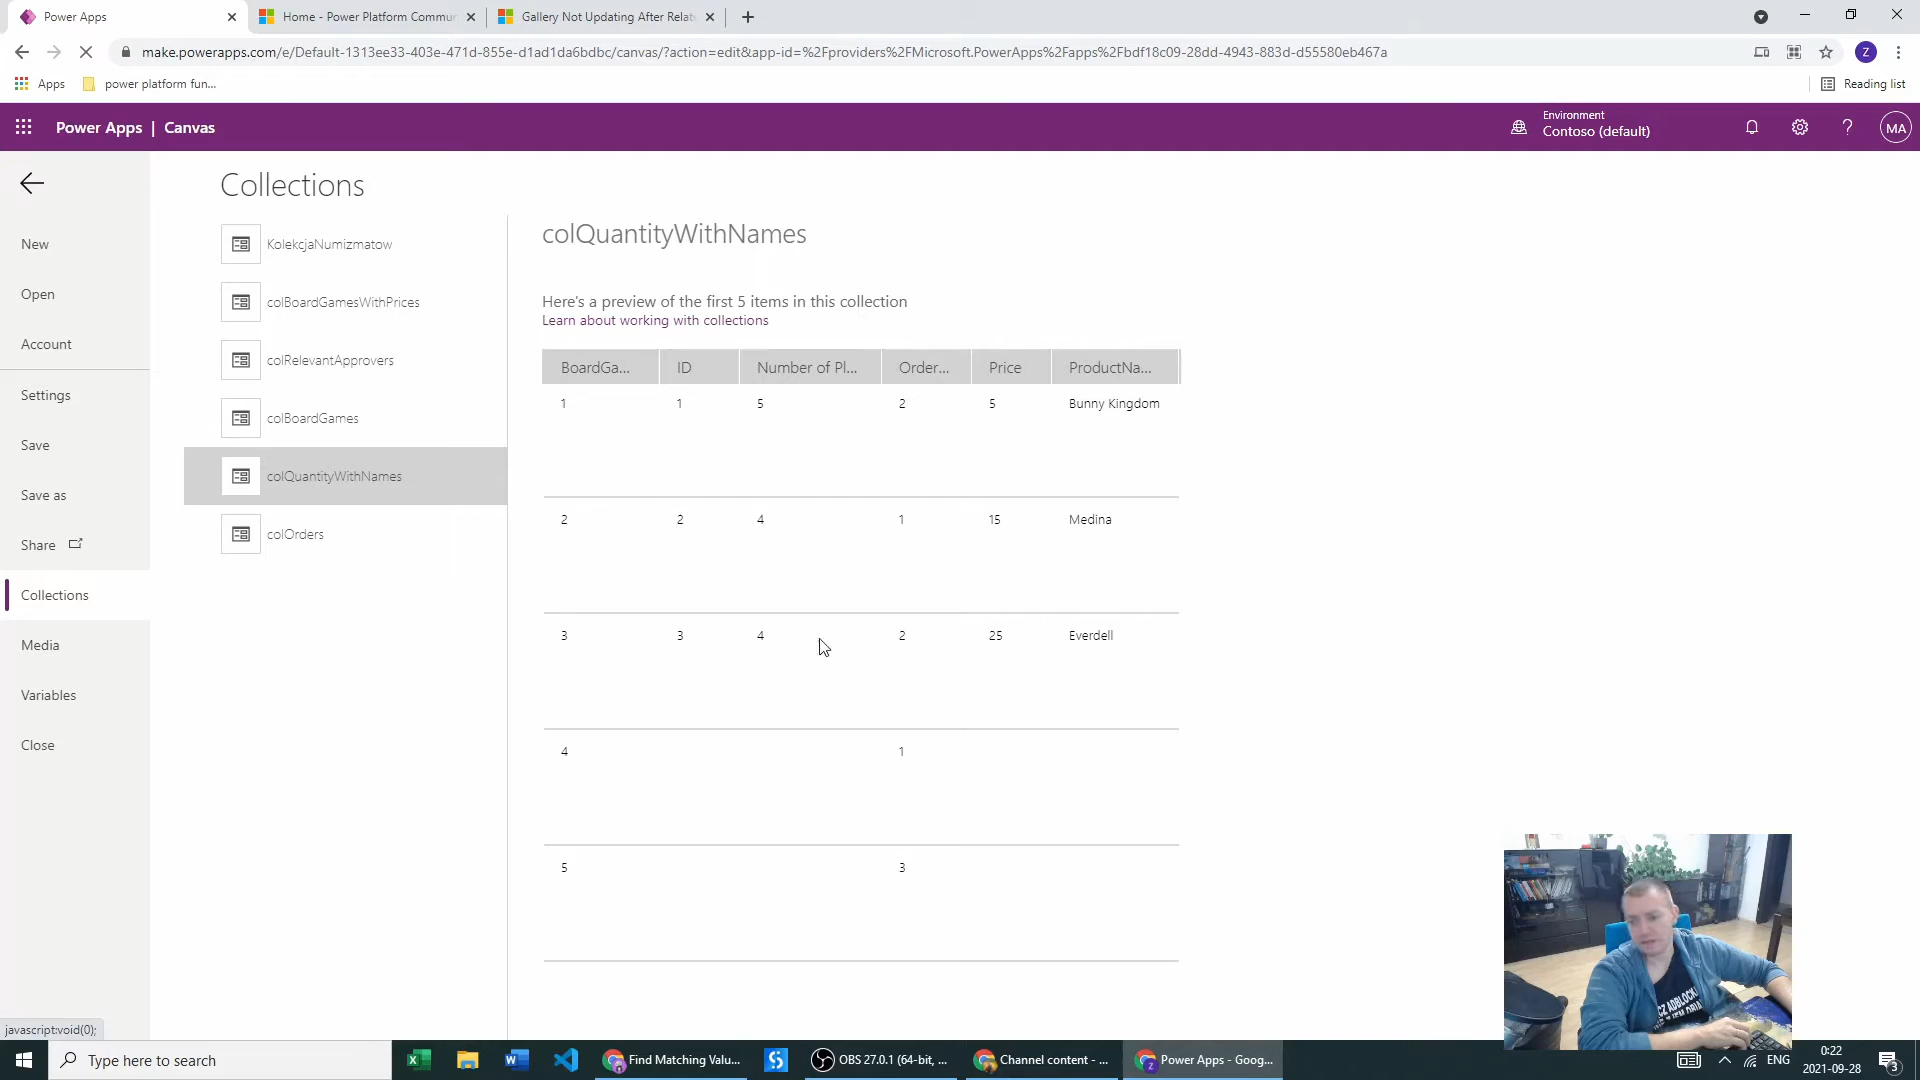 Power Apps
Home - Power Platform Commun
Gallery Not Updating After Relat
make.powerapps.com/e/Default-1313ee33-403e-471d-855e-d1ad1da6bdbc/canvas/?action=edit&app-id=%2Fproviders%2FMicrosoft.PowerApps%2Fapps%2Fbdf18c09-28dd-4943-883d-d55580eb467a
Z
Apps
power platform fun...
Reading list
Power Apps | Canvas
Environment
Contoso (default)
?
MA
New
Open
Account
Settings
Save
Save as
Share
Collections
Media
Variables
Close
Collections
KolekcjaNumizmatow
colBoardGamesWithPrices
colRelevantApprovers
colBoardGames
colQuantityWithNames
colOrders
colQuantityWithNames
Here's a preview of the first 5 items in this collection
Learn about working with collections
BoardGa... ID Number of Pl... Order... Price ProductNa...
1 1 5 2 5 Bunny Kingdom
2 2 4 1 15 Medina
3 3 4 2 25 Everdell
4 1
5 3
javascript:void(0);
Type here to search
Find Matching Valu...
OBS 27.0.1 (64-bit, ...
Channel content - ...
Power Apps - Goog...
ENG
0:22
2021-09-28
3